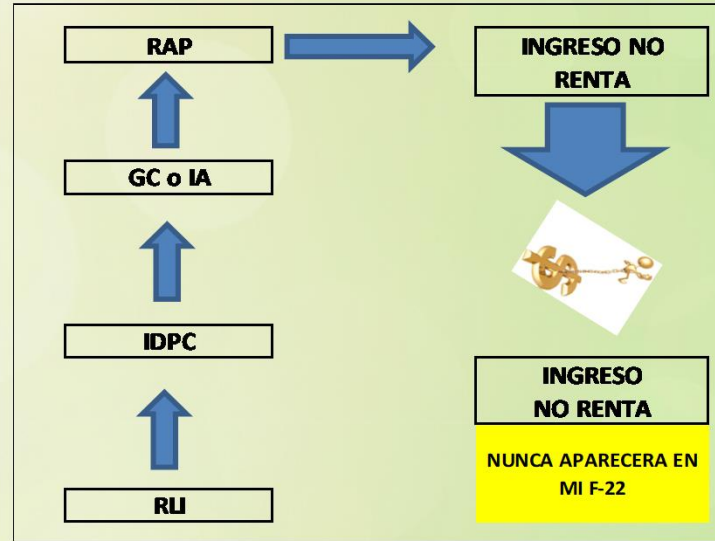 RAP
INGRESO NO
RENTA
GC o IA
IDPC
INGRESO
NO RENTA
NUNCA APARECERA EN
MI F-22
RLI